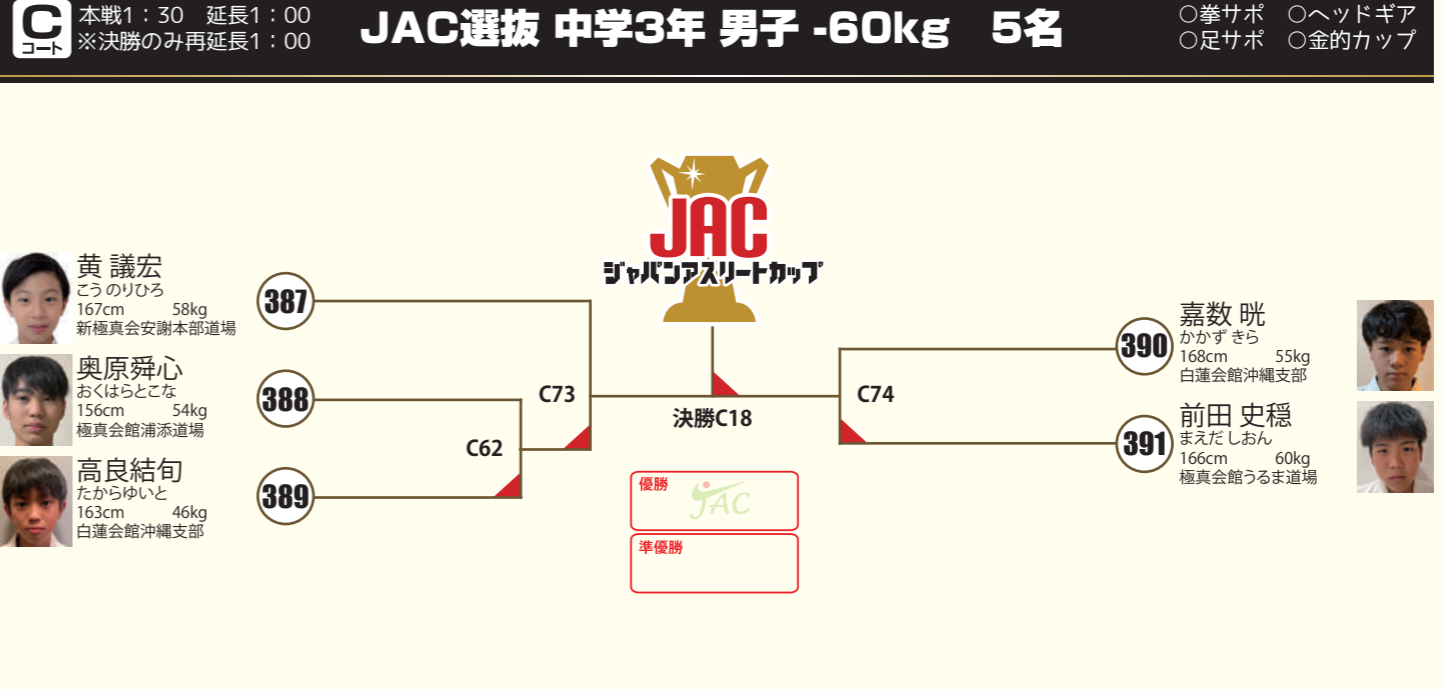 C
コート
本戦1：30　延長1：00
※決勝のみ再延長1：00
JAC選抜 中学3年 男子 -60kg　5名
○拳サポ　○ヘッドギア
○足サポ　○金的カップ
JAC
ジャパンアスリートカップ
黄 議宏
こう のりひろ
167cm　58kg
新極真会安謝本部道場
387
奥原舜心
おくはらとこな
156cm　54kg
極真会館浦添道場
388
高良結旬
たからゆいと
163cm　46kg
白蓮会館沖縄支部
389
C62
C73
決勝C18
C74
390
嘉数 晄
かかず きら
168cm　55kg
白蓮会館沖縄支部
391
前田 史穏
まえだ しおん
166cm　60kg
極真会館うるま道場
優勝
JAC
準優勝